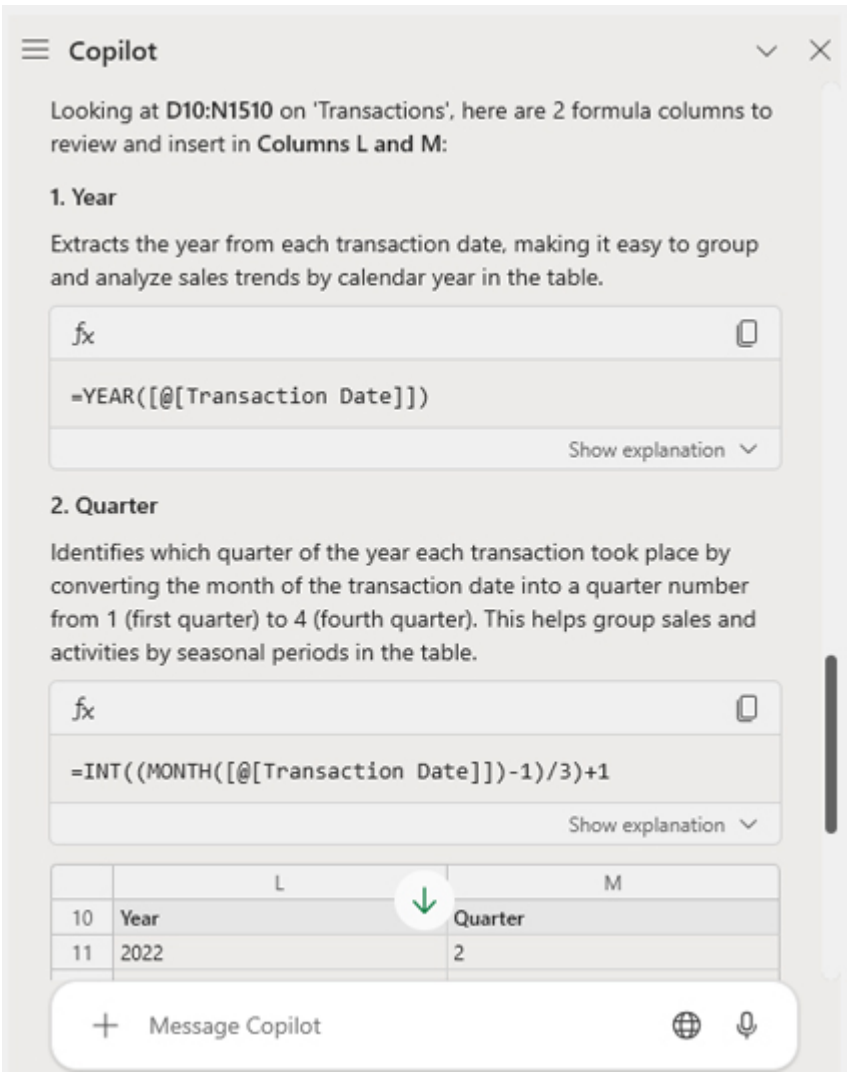 Copilot
Looking at D10:N1510 on 'Transactions', here are 2 formula columns to
review and insert in Columns L and M:
1. Year
Extracts the year from each transaction date, making it easy to group
and analyze sales trends by calendar year in the table.
fx
=YEAR([@[Transaction Date]])
Show explanation
2. Quarter
Identifies which quarter of the year each transaction took place by
converting the month of the transaction date into a quarter number
from 1 (first quarter) to 4 (fourth quarter). This helps group sales and
activities by seasonal periods in the table.
fx
=INT((MONTH([@[Transaction Date]])-1)/3)+1
Show explanation
L M
10 Year Quarter
11 2022 2
Message Copilot